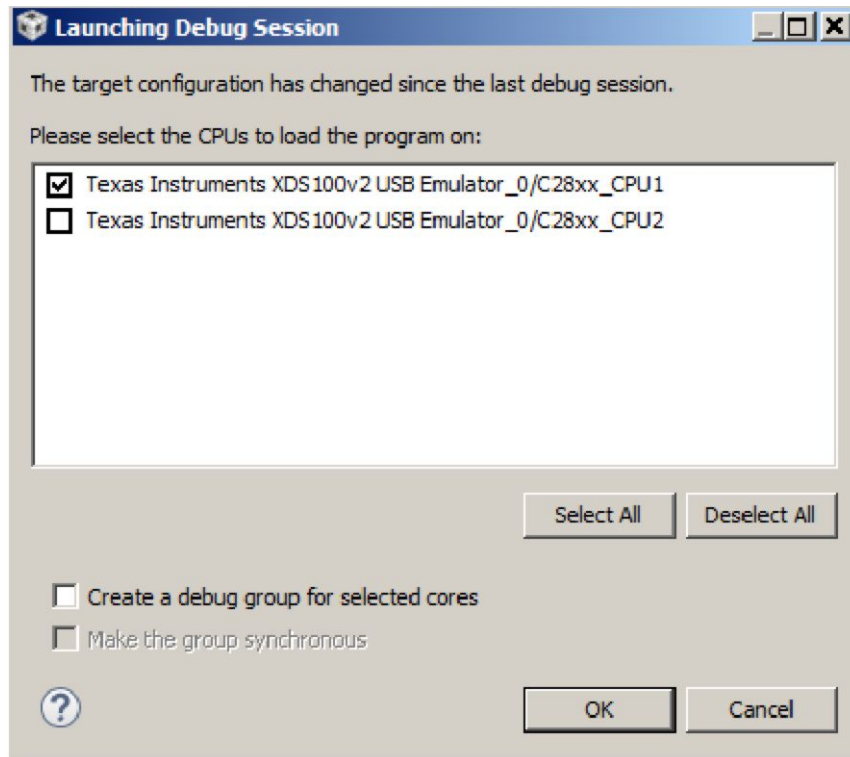 Launching Debug Session
The target configuration has changed since the last debug session.
Please select the CPUs to load the program on:
Texas Instruments XDS100v2 USB Emulator_0/C28xx_CPU1
Texas Instruments XDS100v2 USB Emulator_0/C28xx_CPU2
Select All Deselect All
Create a debug group for selected cores
Make the group synchronous
? OK Cancel